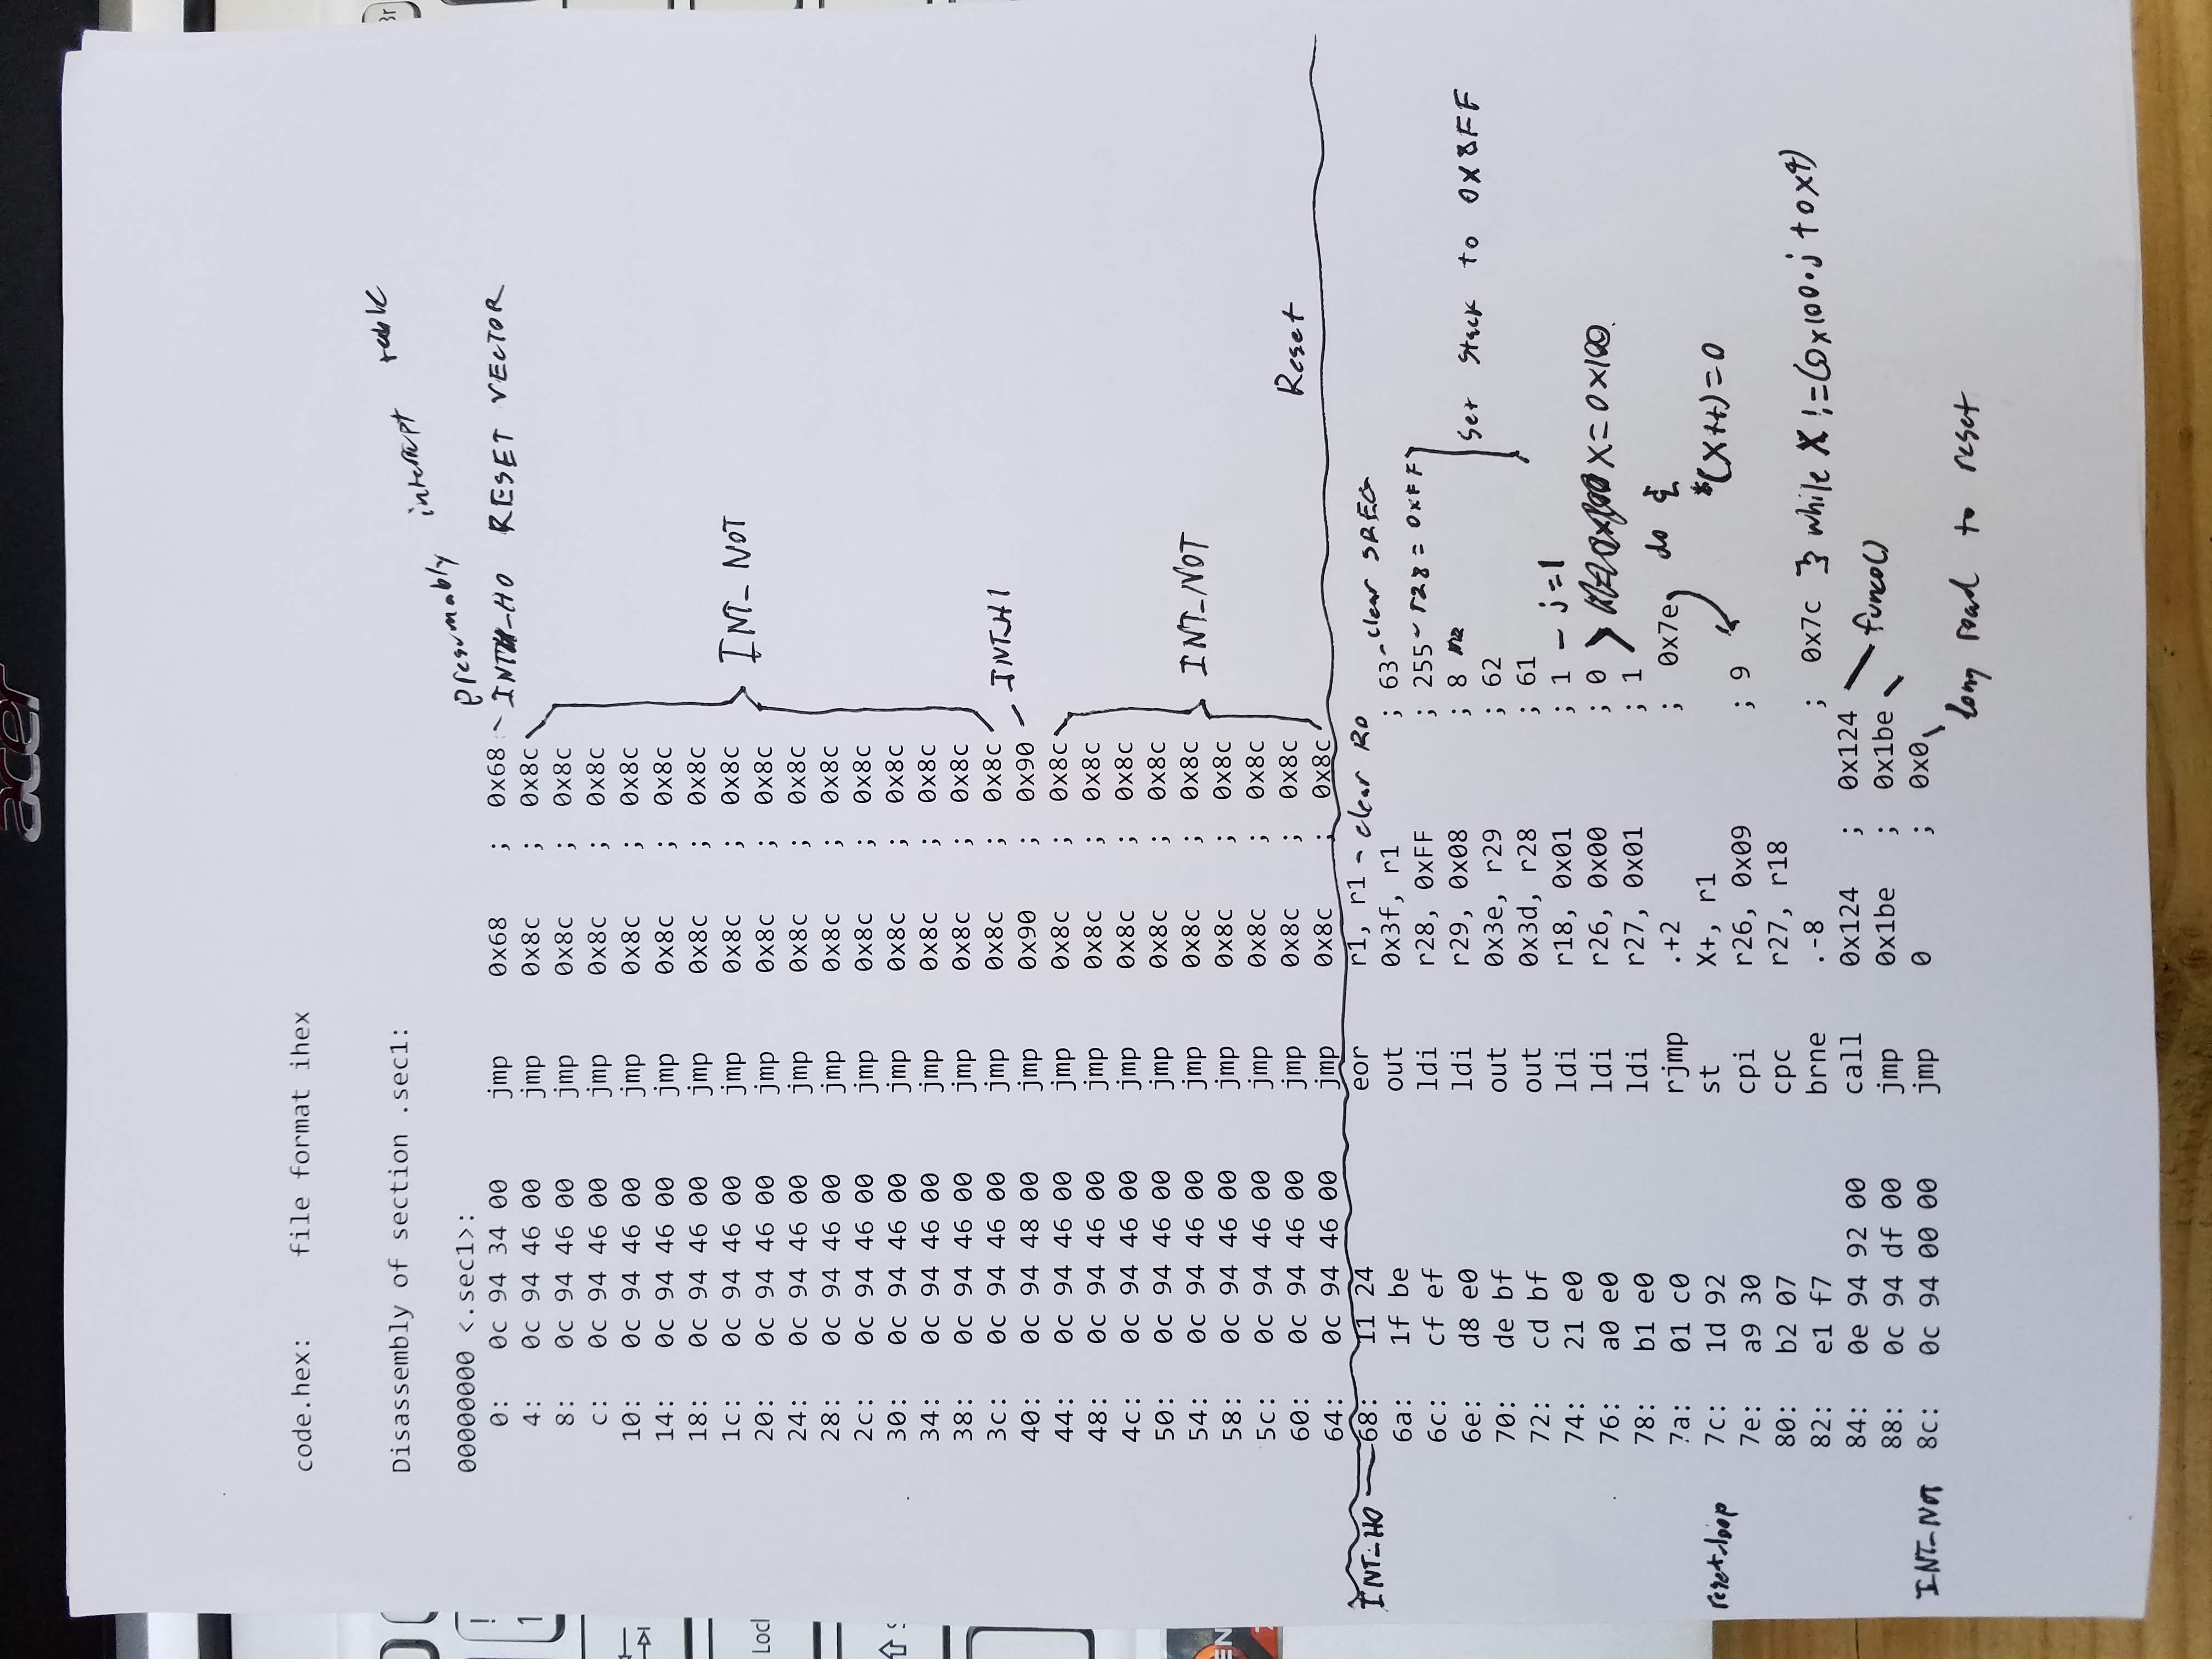 acer
code.hex:     file format ihex
Disassembly of section .sec1:
presumably interrupt table
00000000 <.sec1>:
0: 0c 94 34 00 jmp 0x68 ; 0x68 - INT_H0 RESET VECTOR
4: 0c 94 46 00 jmp 0x8c ; 0x8c
8: 0c 94 46 00 jmp 0x8c ; 0x8c
c: 0c 94 46 00 jmp 0x8c ; 0x8c
10: 0c 94 46 00 jmp 0x8c ; 0x8c
14: 0c 94 46 00 jmp 0x8c ; 0x8c
18: 0c 94 46 00 jmp 0x8c ; 0x8c
1c: 0c 94 46 00 jmp 0x8c ; 0x8c INT_NOT
20: 0c 94 46 00 jmp 0x8c ; 0x8c
24: 0c 94 46 00 jmp 0x8c ; 0x8c
28: 0c 94 46 00 jmp 0x8c ; 0x8c
2c: 0c 94 46 00 jmp 0x8c ; 0x8c
30: 0c 94 46 00 jmp 0x8c ; 0x8c
34: 0c 94 46 00 jmp 0x8c ; 0x8c
38: 0c 94 46 00 jmp 0x8c ; 0x8c
3c: 0c 94 46 00 jmp 0x8c ; 0x8c
40: 0c 94 48 00 jmp 0x90 ; 0x90 - INT_H1
44: 0c 94 46 00 jmp 0x8c ; 0x8c
48: 0c 94 46 00 jmp 0x8c ; 0x8c
4c: 0c 94 46 00 jmp 0x8c ; 0x8c
50: 0c 94 46 00 jmp 0x8c ; 0x8c
54: 0c 94 46 00 jmp 0x8c ; 0x8c INT_NOT
58: 0c 94 46 00 jmp 0x8c ; 0x8c
5c: 0c 94 46 00 jmp 0x8c ; 0x8c
60: 0c 94 46 00 jmp 0x8c ; 0x8c Reset
64: 0c 94 46 00 jmp 0x8c ; 0x8c
INT_H0 68: 11 24 eor r1, r1 - clear R0
6a: 1f be out 0x3f, r1 ; 63 - clear SREG
6c: cf ef ldi r28, 0xFF ; 255 - r28 = 0xFF
6e: d8 e0 ldi r29, 0x08 ; 8 set stack to 0x8FF
70: de bf out 0x3e, r29 ; 62
72: cd bf out 0x3d, r28 ; 61
74: 21 e0 ldi r18, 0x01 ; 1 - j=1
76: a0 e0 ldi r26, 0x00 ; 0 X=0x100
78: b1 e0 ldi r27, 0x01 ; 1
7a: 01 c0 rjmp .+2 ; 0x7e do {
reset_loop 7c: 1d 92 st X+, r1 *(X++)=0
7e: a9 30 cpi r26, 0x09 ; 9
80: b2 07 cpc r27, r18
82: e1 f7 brne .-8 ; 0x7c } while X !=(0x100·j + 0x9)
84: 0e 94 92 00 call 0x124 ; 0x124 func0()
88: 0c 94 df 00 jmp 0x1be ; 0x1be
INT_NOT 8c: 0c 94 00 00 jmp 0 ; 0x0
long road to reset